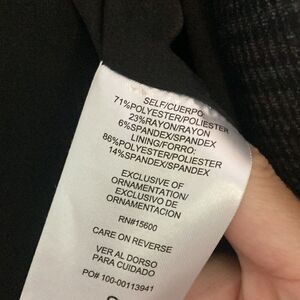 SELF/CUERPO
71%POLYESTER/POLIESTER
23%RAYON/RAYON
6%SPANDEX/SPANDEX
LINING/FORRO:
86%POLYESTER/POLIESTER
14%SPANDEX/SPANDEX
EXCLUSIVE OF
ORNAMENTATION/
EXCLUSIVO DE
ORNAMENTACION
RN#15600
CARE ON REVERSE
VER AL DORSO
PARA CUIDADO
PO# 100-00113941